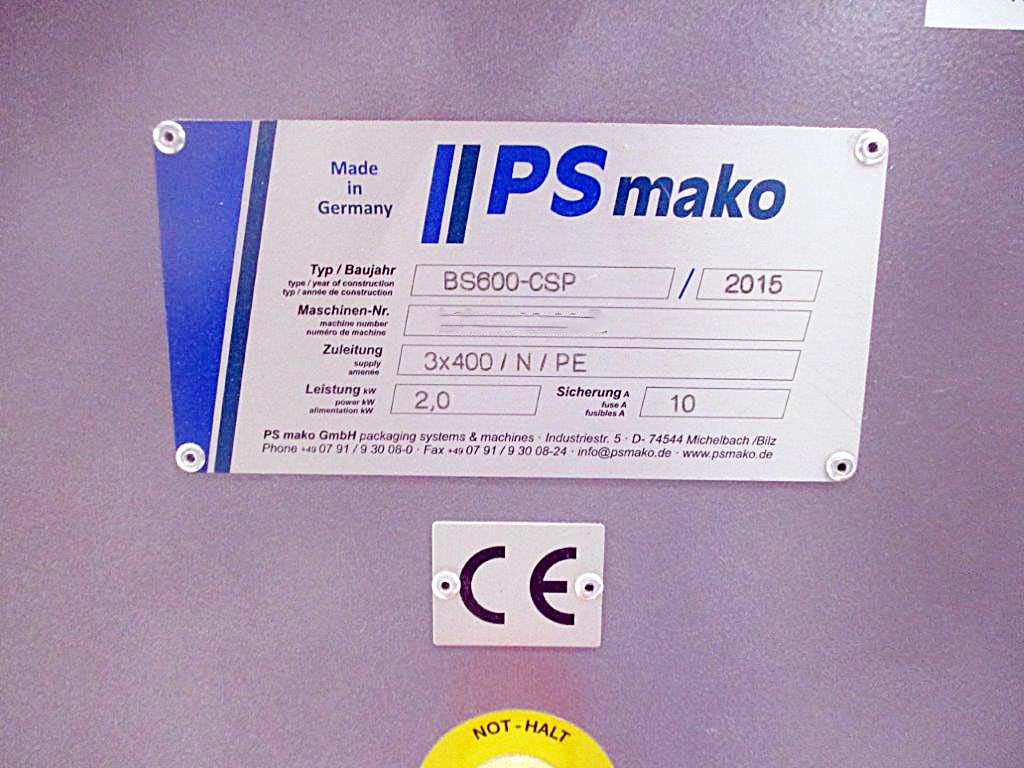 Made
in
Germany
PS mako
Typ / Baujahr
type / year of construction
typ / année de construction
BS600-CSP / 2015
Maschinen-Nr.
machine number
numéro de machine
Zuleitung
supply
amenée
3x400 / N / PE
Leistung kW
power kW
alimentation kW
2,0
Sicherung A
fuse A
fusibles A
10
PS mako GmbH packaging systems & machines · Industriestr. 5 · D- 74544 Michelbach /Bilz
Phone +49 07 91 / 9 30 08-0 · Fax +49 07 91 / 9 30 08-24 · info@psmako.de · www.psmako.de
CE
NOT - HALT